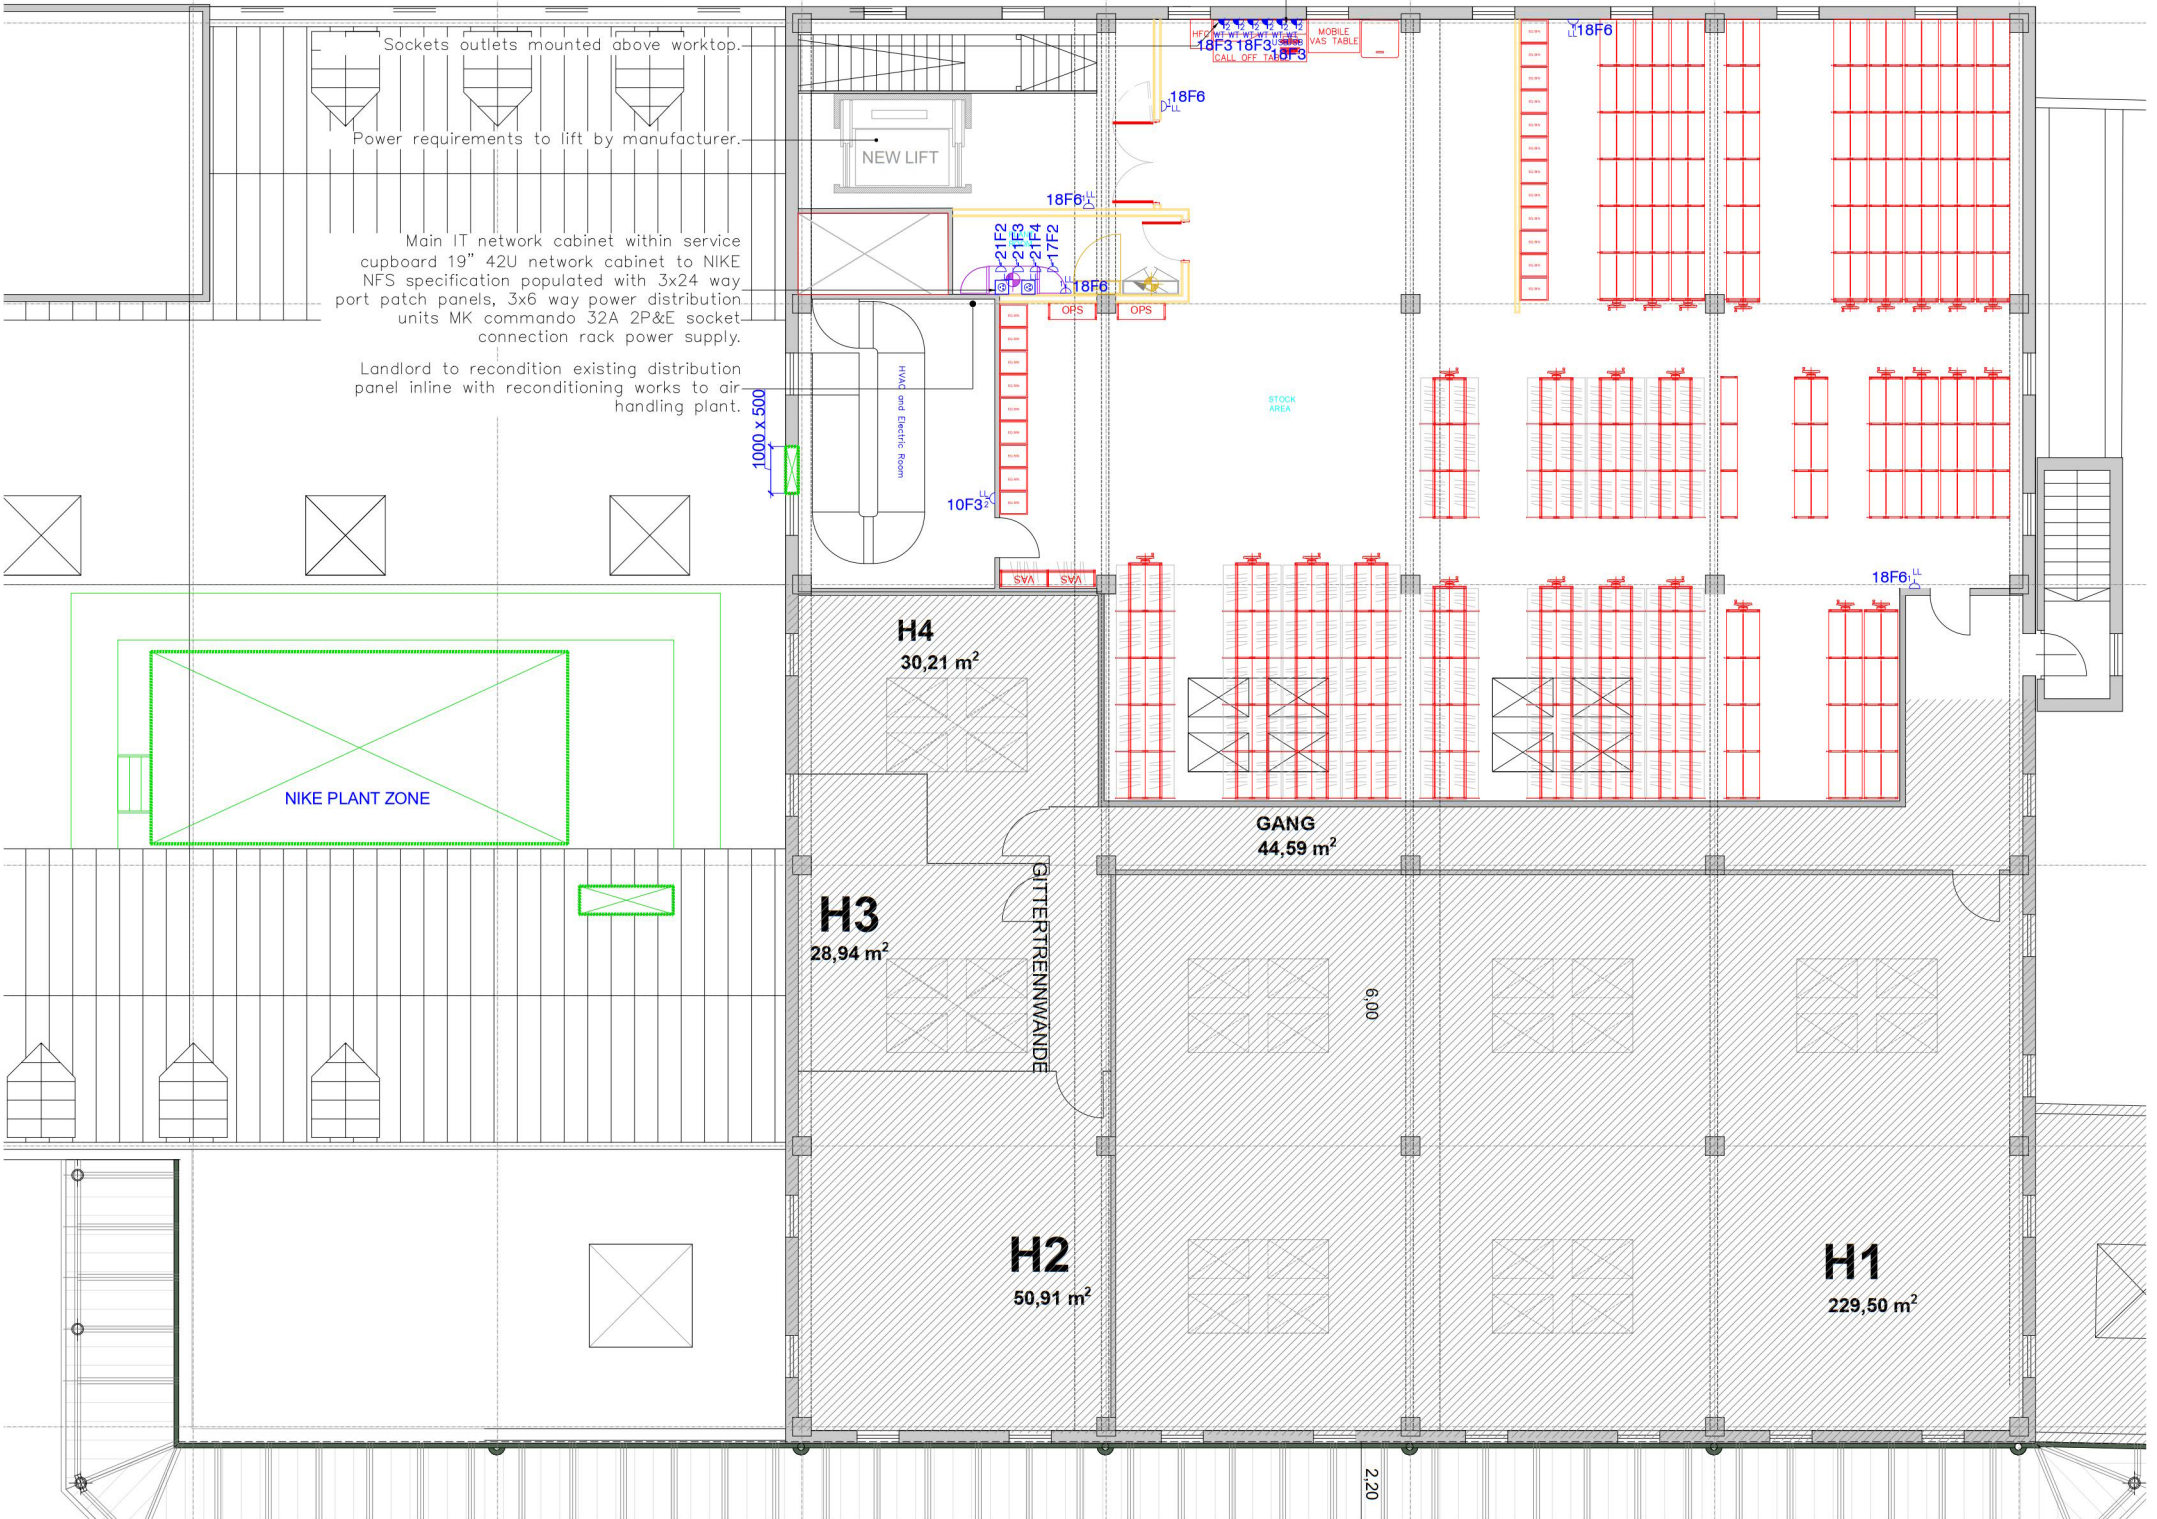 Sockets outlets mounted above worktop.
Power requirements to lift by manufacturer.
Main IT network cabinet within service
cupboard 19" 42U network cabinet to NIKE
NFS specification populated with 3x24 way
port patch panels, 3x6 way power distribution
units MK commando 32A 2P&E socket
connection rack power supply.
Landlord to recondition existing distribution
panel inline with reconditioning works to air
handling plant.
1000 x 500
NEW LIFT
18F6
18F6
18F3
18F3
18F3
CALL OFF TABLE
MOBILE
VAS TABLE
18F6
LL
21F2
21F3
21F4
17F2
18F6
OPS
OPS
HVAC and Electric Room
10F3
LL
VAS
VAS
STOCK
AREA
18F6
LL
NIKE PLANT ZONE
H4
30,21 m²
GANG
44,59 m²
H3
28,94 m²
GITTERTRENNWÄNDE
6,00
H2
50,91 m²
H1
229,50 m²
2,20